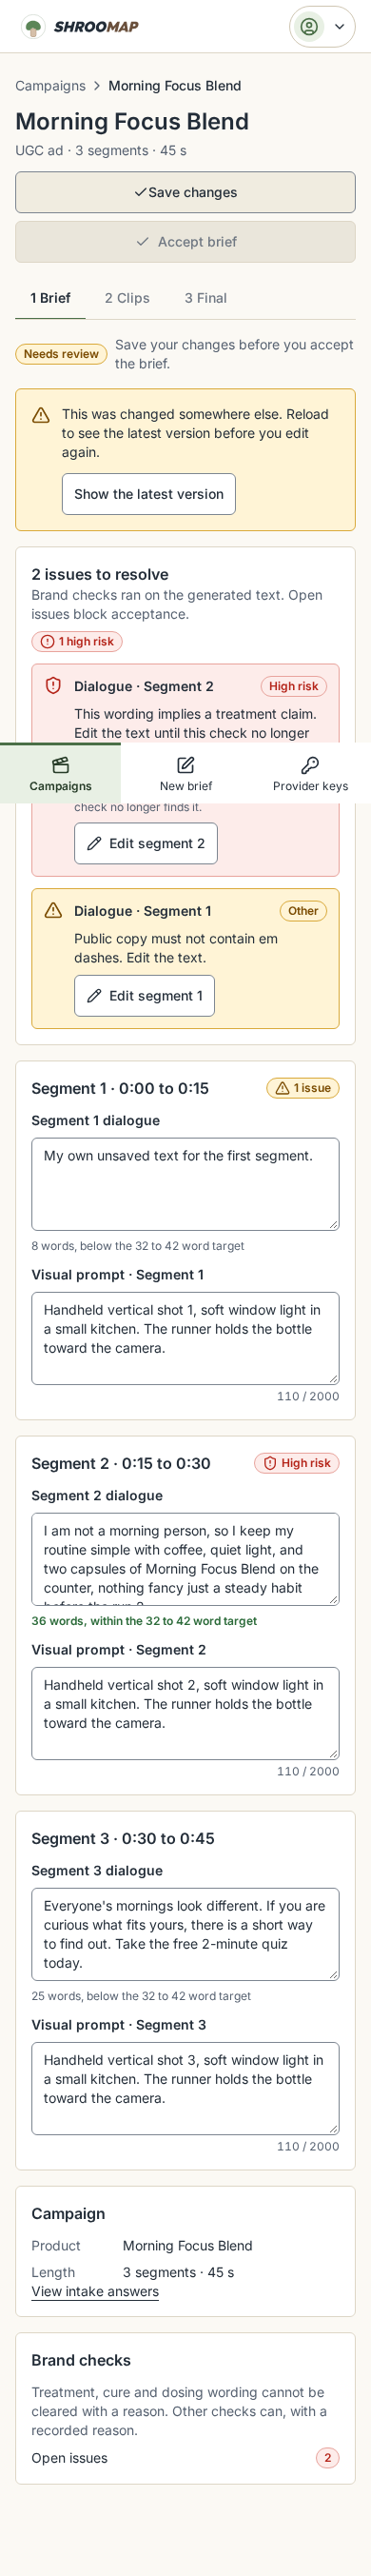 SHROOMAP
Campaigns > Morning Focus Blend
Morning Focus Blend
UGC ad · 3 segments · 45 s
Save changes
Accept brief
1 Brief 2 Clips 3 Final
Needs review
Save your changes before you accept
the brief.
This was changed somewhere else. Reload
to see the latest version before you edit
again.
Show the latest version
2 issues to resolve
Brand checks ran on the generated text. Open
issues block acceptance.
1 high risk
Dialogue · Segment 2 High risk
This wording implies a treatment claim.
Edit the text until this check no longer
Campaigns New brief Provider keys
check no longer finds it.
Edit segment 2
Dialogue · Segment 1 Other
Public copy must not contain em
dashes. Edit the text.
Edit segment 1
Segment 1 · 0:00 to 0:15 1 issue
Segment 1 dialogue
My own unsaved text for the first segment.
8 words, below the 32 to 42 word target
Visual prompt · Segment 1
Handheld vertical shot 1, soft window light in
a small kitchen. The runner holds the bottle
toward the camera.
110 / 2000
Segment 2 · 0:15 to 0:30 High risk
Segment 2 dialogue
I am not a morning person, so I keep my
routine simple with coffee, quiet light, and
two capsules of Morning Focus Blend on the
counter, nothing fancy just a steady habit
before the run
36 words, within the 32 to 42 word target
Visual prompt · Segment 2
Handheld vertical shot 2, soft window light in
a small kitchen. The runner holds the bottle
toward the camera.
110 / 2000
Segment 3 · 0:30 to 0:45
Segment 3 dialogue
Everyone's mornings look different. If you are
curious what fits yours, there is a short way
to find out. Take the free 2-minute quiz
today.
25 words, below the 32 to 42 word target
Visual prompt · Segment 3
Handheld vertical shot 3, soft window light in
a small kitchen. The runner holds the bottle
toward the camera.
110 / 2000
Campaign
Product Morning Focus Blend
Length 3 segments · 45 s
View intake answers
Brand checks
Treatment, cure and dosing wording cannot be
cleared with a reason. Other checks can, with a
recorded reason.
Open issues 2